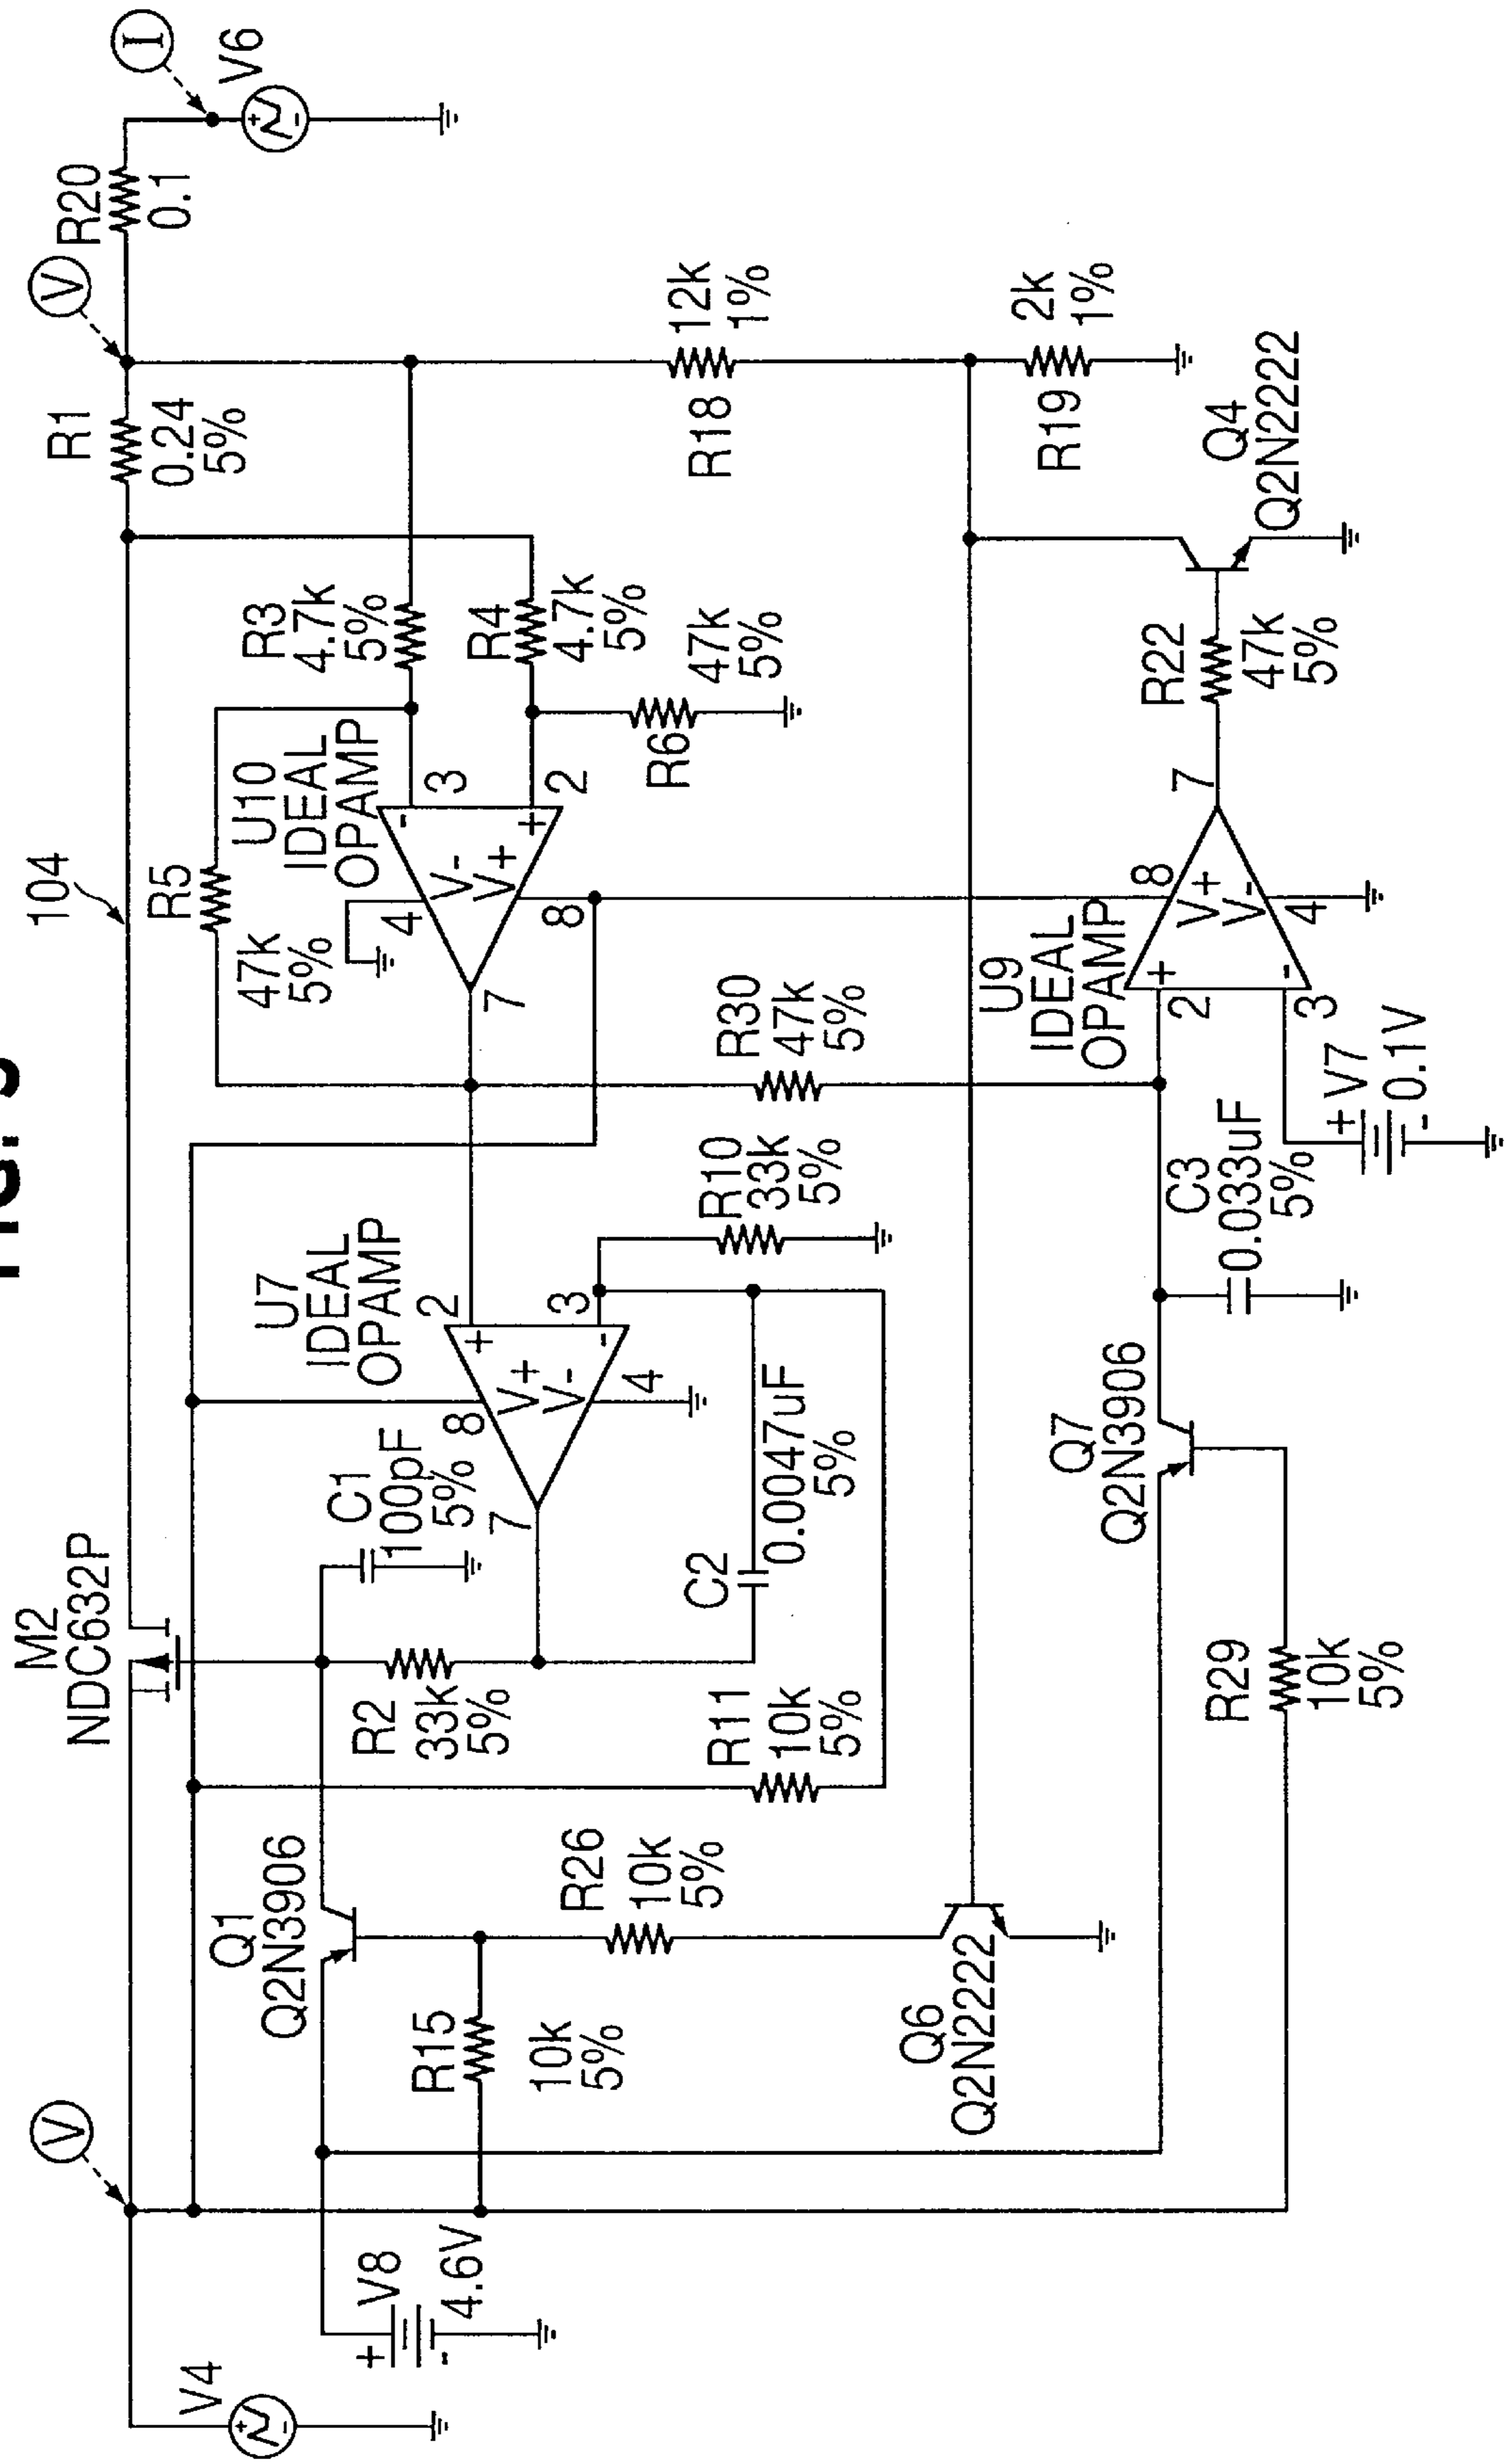 104
M2
NDC632P
R1
0.24
5%
V
V
R20
0.1
I
V6
+
-
V4
+
-
V8
+
-
4.6V
Q1
Q2N3906
R15
10k
5%
R26
10k
5%
Q6
Q2N2222
R2
33k
5%
C1
100pF
5%
R11
10k
5%
C2
0.0047uF
5%
U7
IDEAL
OPAMP
2
+
3
-
8
V+
V-
4
7
R10
33k
5%
R5
47k
5%
U10
IDEAL
OPAMP
-
3
+
2
4
V-
V+
8
7
R3
4.7k
5%
R4
4.7k
5%
R6
47k
5%
R30
47k
5%
R18
12k
1%
R19
2k
1%
Q4
Q2N2222
R22
47k
5%
U9
IDEAL
OPAMP
2
+
3
-
8
V+
V-
4
7
V7
+
-
0.1V
C3
0.033uF
5%
Q7
Q2N3906
R29
10k
5%